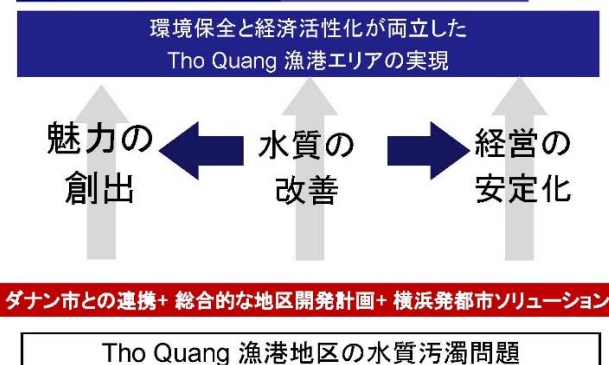 環境保全と経済活性化が両立した
Tho Quang 漁港エリアの実現
魅力の
創出
水質の
改善
経営の
安定化
ダナン市との連携+ 総合的な地区開発計画+ 横浜発都市ソリューション
Tho Quang 漁港地区の水質汚濁問題